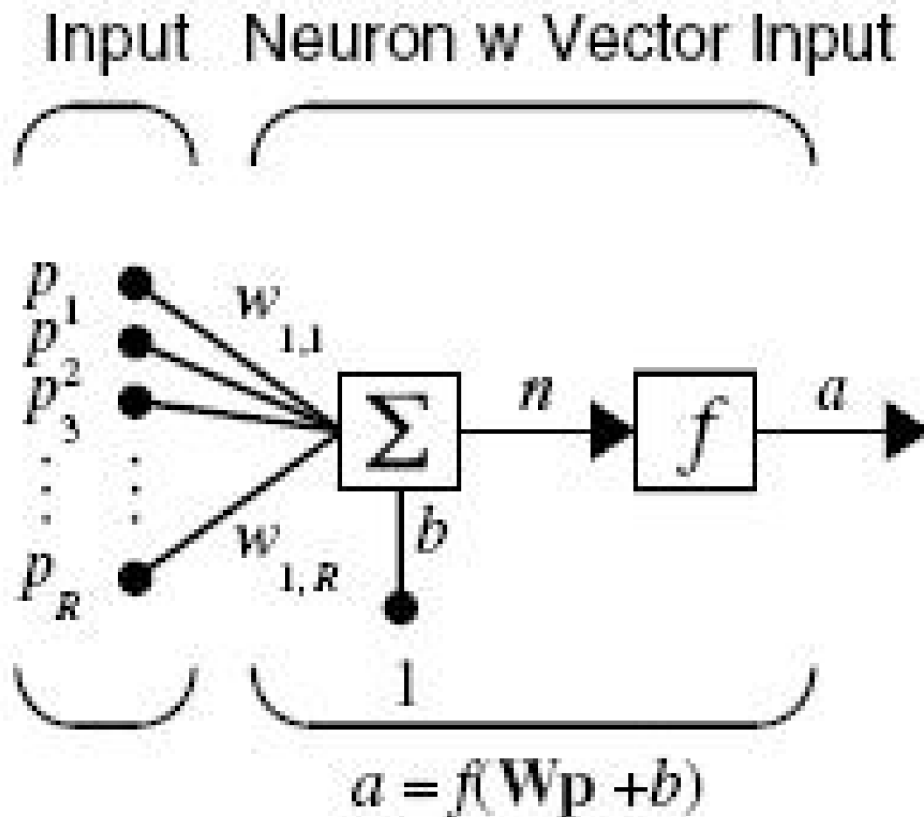 Input Neuron w Vector Input
p1
w1,1
p2
p3
Σ n f a
b
w1,R
pR
1
a = f(Wp +b)